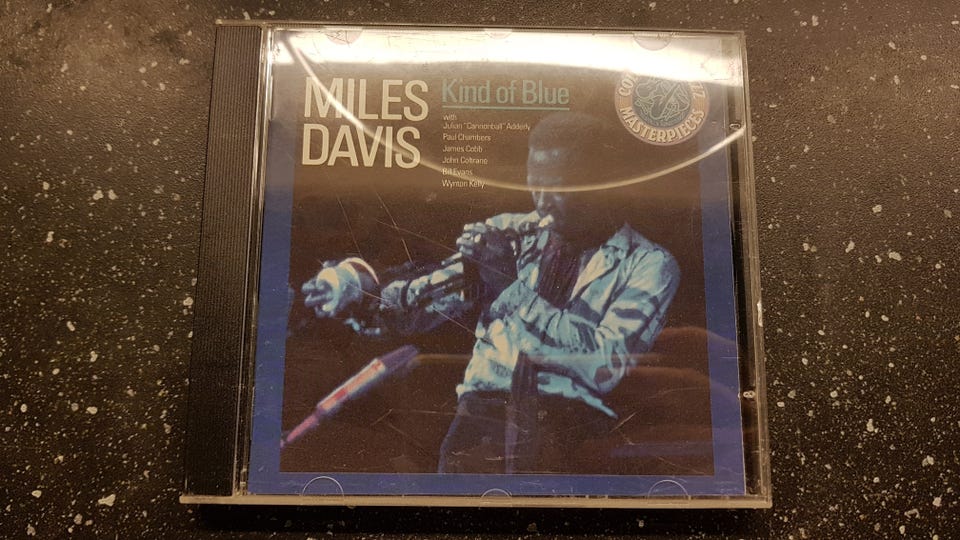 MILES
DAVIS
Kind of Blue
with
Julian "Cannonball" Adderly
Paul Chambers
James Cobb
John Coltrane
Bill Evans
Wynton Kelly
MASTERPIECES